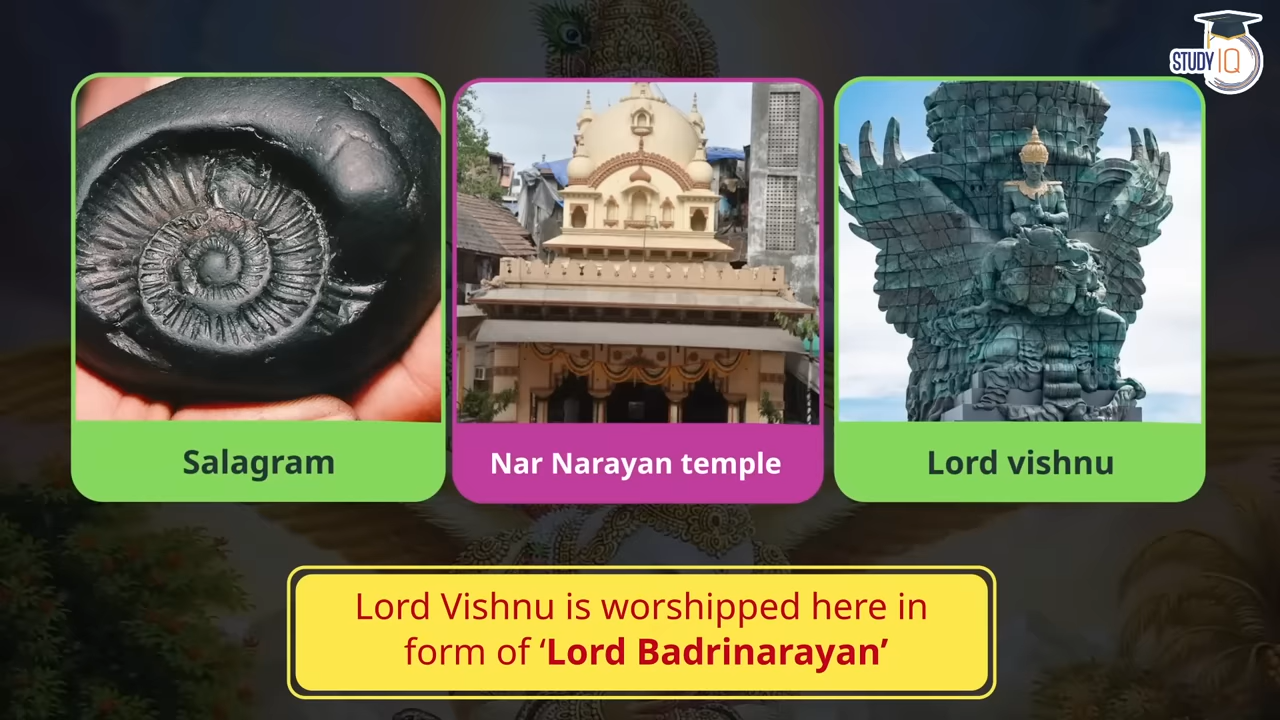 STUDY IQ
Salagram
Nar Narayan temple
Lord vishnu
Lord Vishnu is worshipped here in
form of ‘Lord Badrinarayan’